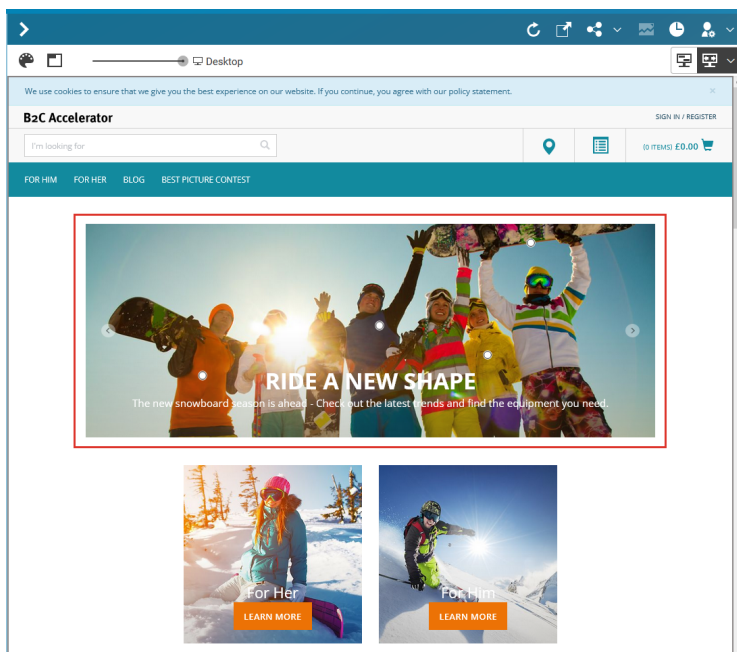 Desktop
We use cookies to ensure that we give you the best experience on our website. If you continue, you agree with our policy statement. ×
B2C Accelerator
SIGN IN / REGISTER
I'm looking for
(0 ITEMS) £0.00
FOR HIM FOR HER BLOG BEST PICTURE CONTEST
RIDE A NEW SHAPE
The new snowboard season is ahead - Check out the latest trends and find the equipment you need.
For Her
LEARN MORE
For Him
LEARN MORE